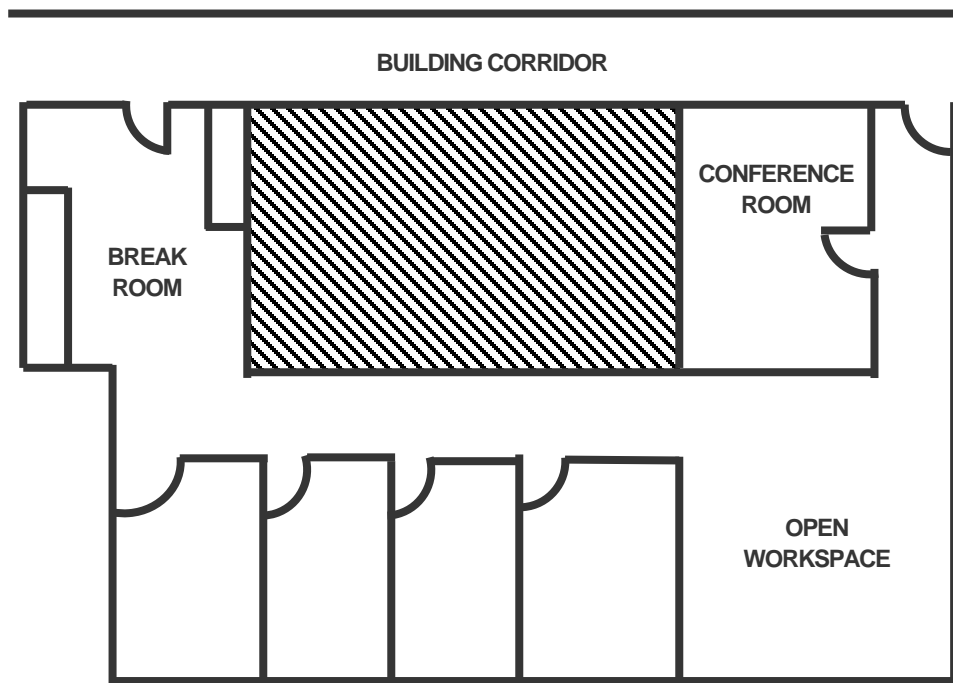 BUILDING CORRIDOR
CONFERENCE
ROOM
BREAK
ROOM
OPEN
WORKSPACE